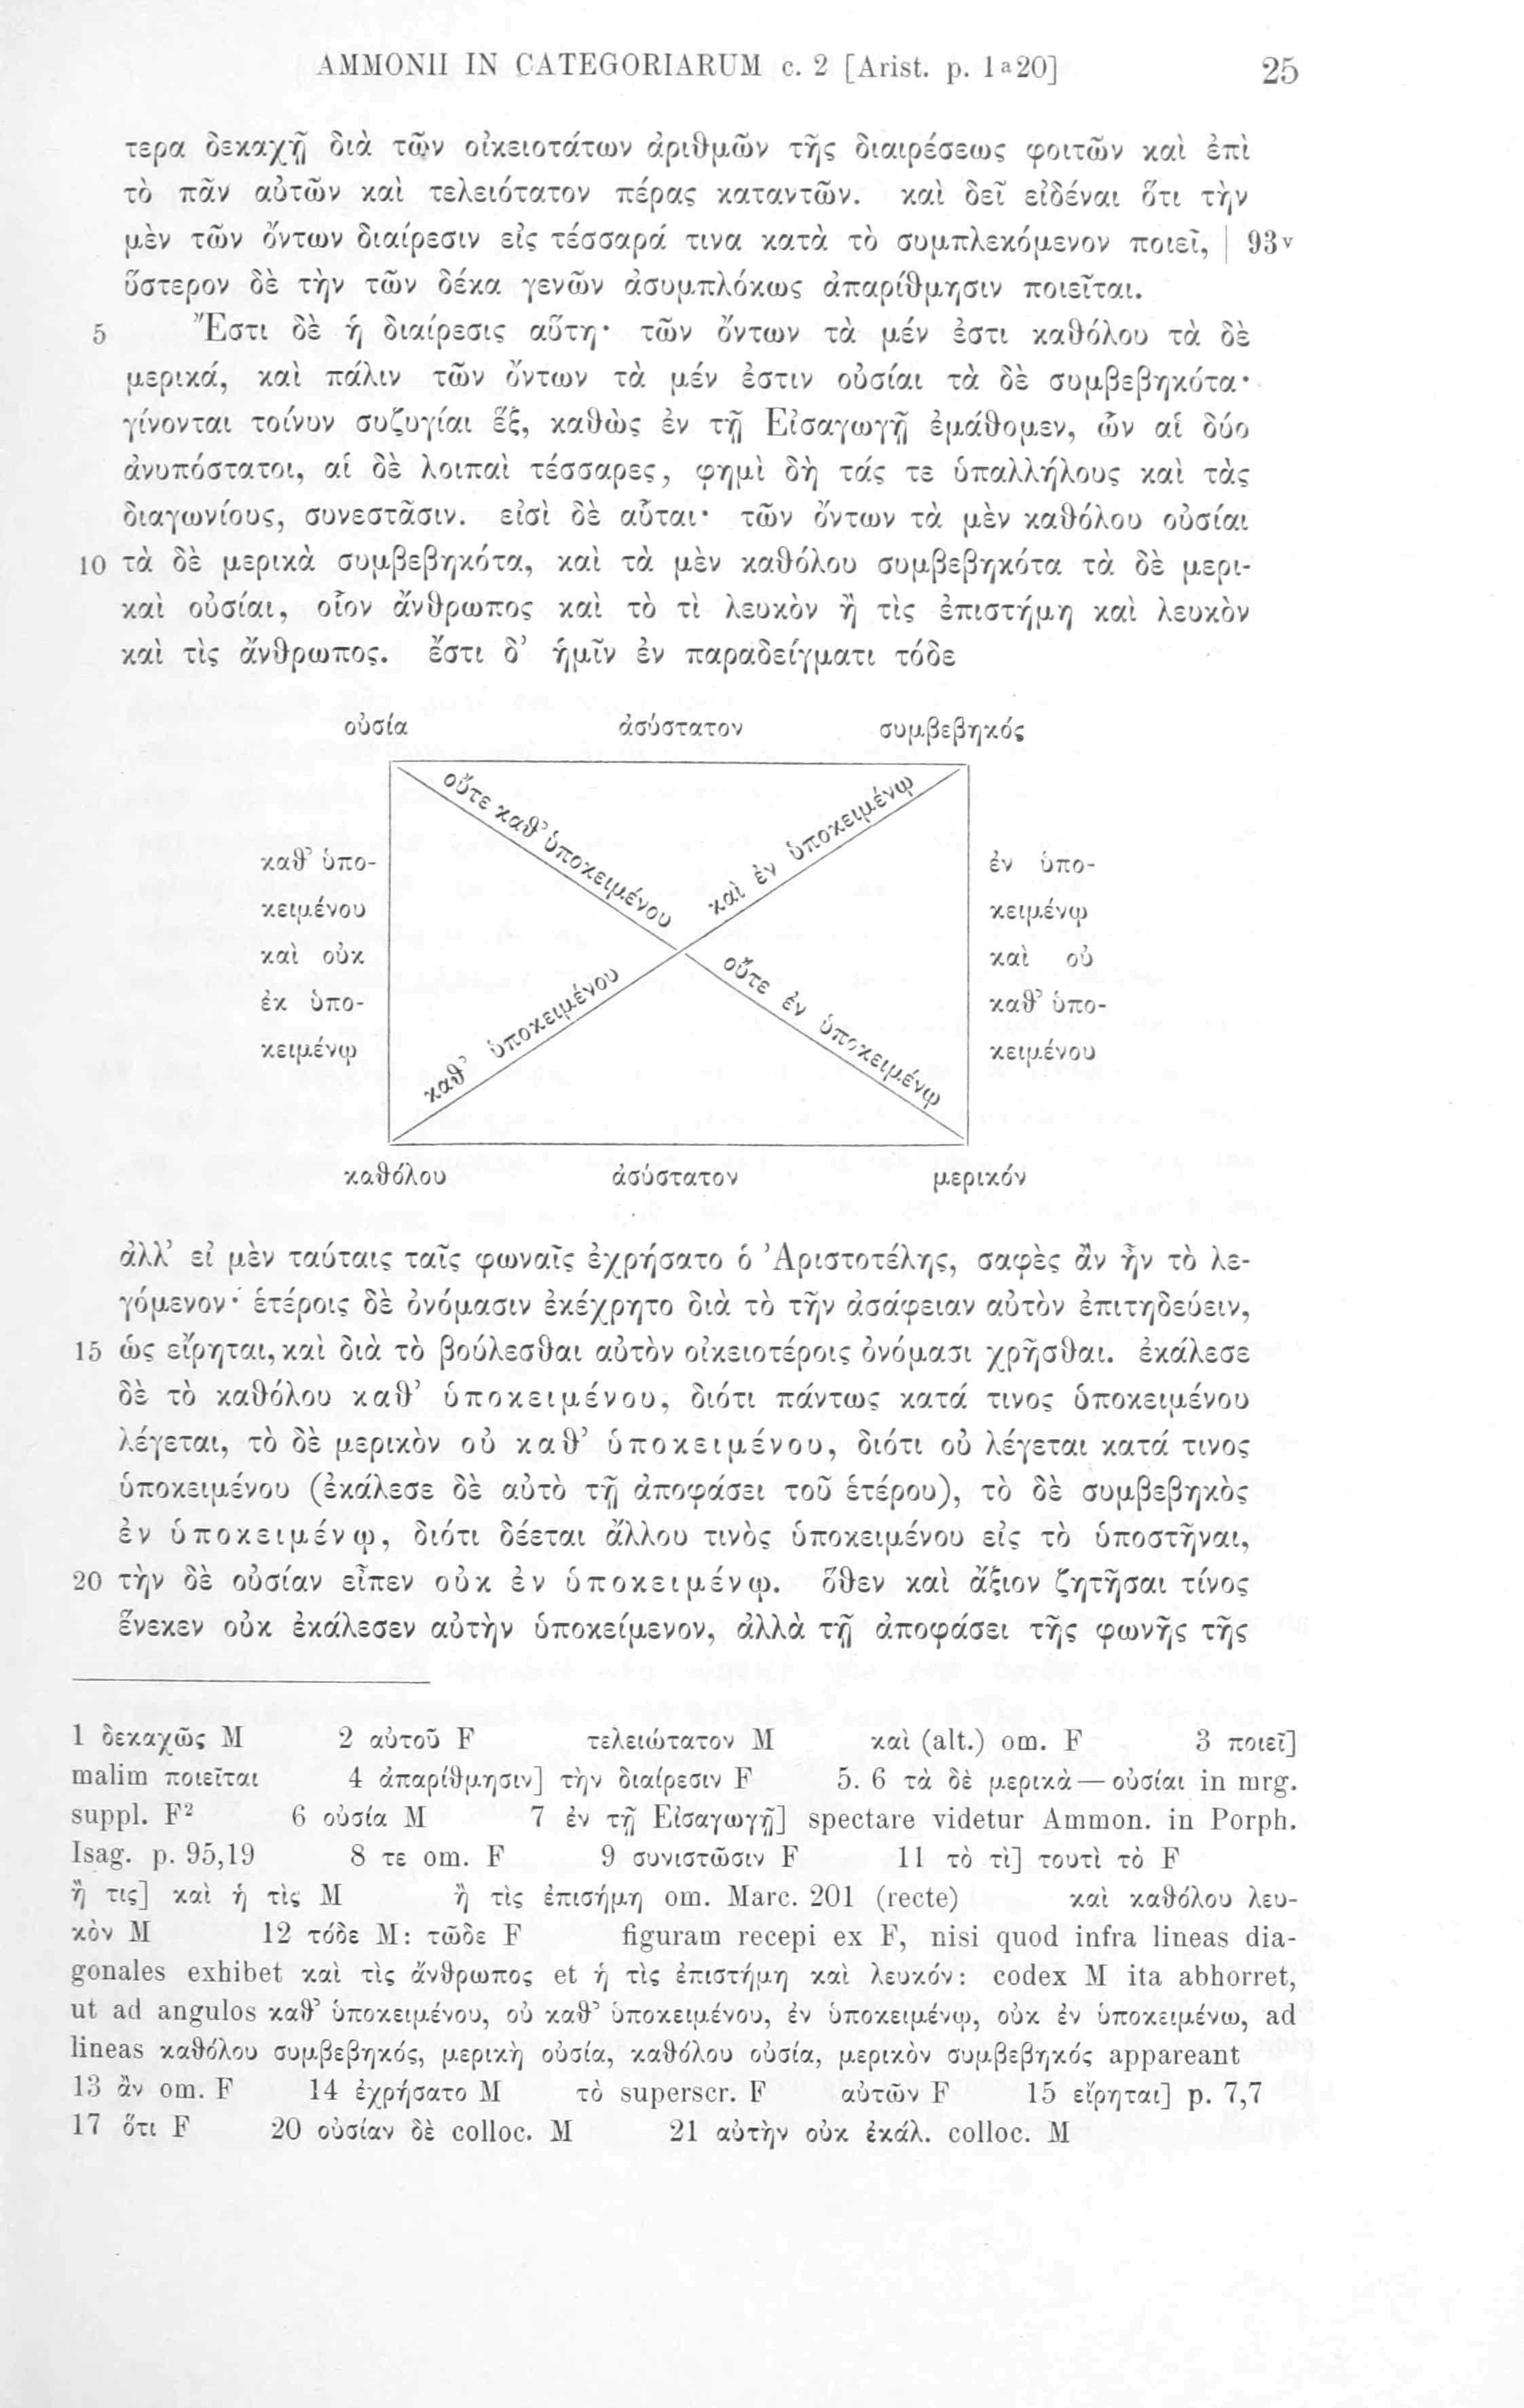 AMMONII IN CATEGORIARUM c. 2 [Arist. p. 1ª20] 25
τερα δεκαχῇ διὰ τῶν οἰκειοτάτων ἀριθμῶν τῆς διαιρέσεως φοιτῶν καὶ ἐπὶ
τὸ πᾶν αὐτῶν καὶ τελειότατον πέρας καταντῶν. καὶ δεῖ εἰδέναι ὅτι τὴν
μὲν τῶν ὄντων διαίρεσιν εἰς τέσσαρά τινα κατὰ τὸ συμπλεκόμενον ποιεῖ, | 93v
ὕστερον δὲ τὴν τῶν δέκα γενῶν ἀσυμπλόκως ἀπαρίθμησιν ποιεῖται.
5 Ἔστι δὲ ἡ διαίρεσις αὕτη· τῶν ὄντων τὰ μέν ἐστι καθόλου τὰ δὲ
μερικά, καὶ πάλιν τῶν ὄντων τὰ μέν ἐστιν οὐσίαι τὰ δὲ συμβεβηκότα·
γίνονται τοίνυν συζυγίαι ἕξ, καθὼς ἐν τῇ Εἰσαγωγῇ ἐμάθομεν, ὧν αἱ δύο
ἀνυπόστατοι, αἱ δὲ λοιπαὶ τέσσαρες, φημὶ δὴ τάς τε ὑπαλλήλους καὶ τὰς
διαγωνίους, συνεστᾶσιν. εἰσὶ δὲ αὗται· τῶν ὄντων τὰ μὲν καθόλου οὐσίαι
10 τὰ δὲ μερικὰ συμβεβηκότα, καὶ τὰ μὲν καθόλου συμβεβηκότα τὰ δὲ μερι-
καὶ οὐσίαι, οἷον ἄνθρωπος καὶ τὸ τὶ λευκὸν ἢ τὶς ἐπιστήμη καὶ λευκὸν
καὶ τὶς ἄνθρωπος. ἔστι δ’ ἡμῖν ἐν παραδείγματι τόδε
οὐσία ἀσύστατον συμβεβηκός
οὔτε καθ’ ὑποκειμένου
καὶ ἐν ὑποκειμένῳ
καθ’ ὑπο-
κειμένου
καὶ οὐκ
ἐκ ὑπο-
κειμένῳ
ἐν ὑπο-
κειμένῳ
καὶ οὐ
καθ’ ὑπο-
κειμένου
καθ’ ὑποκειμένου
οὔτε ἐν ὑποκειμένῳ
καθόλου ἀσύστατον μερικόν
ἀλλ’ εἰ μὲν ταύταις ταῖς φωναῖς ἐχρήσατο ὁ Ἀριστοτέλης, σαφὲς ἂν ἦν τὸ λε-
γόμενον· ἑτέροις δὲ ὀνόμασιν ἐκέχρητο διὰ τὸ τὴν ἀσάφειαν αὐτὸν ἐπιτηδεύειν,
15 ὡς εἴρηται, καὶ διὰ τὸ βούλεσθαι αὐτὸν οἰκειοτέροις ὀνόμασι χρῆσθαι. ἐκάλεσε
δὲ τὸ καθόλου καθ’ ὑποκειμένου, διότι πάντως κατά τινος ὑποκειμένου
λέγεται, τὸ δὲ μερικὸν οὐ καθ’ ὑποκειμένου, διότι οὐ λέγεται κατά τινος
ὑποκειμένου (ἐκάλεσε δὲ αὐτὸ τῇ ἀποφάσει τοῦ ἑτέρου), τὸ δὲ συμβεβηκὸς
ἐν ὑποκειμένῳ, διότι δέεται ἄλλου τινὸς ὑποκειμένου εἰς τὸ ὑποστῆναι,
20 τὴν δὲ οὐσίαν εἶπεν οὐκ ἐν ὑποκειμένῳ. ὅθεν καὶ ἄξιον ζητῆσαι τίνος
ἕνεκεν οὐκ ἐκάλεσεν αὐτὴν ὑποκείμενον, ἀλλὰ τῇ ἀποφάσει τῆς φωνῆς τῆς
1 δεκαχῶς M 2 αὐτοῦ F τελειώτατον M καὶ (alt.) om. F 3 ποιεῖ]
malim ποιεῖται 4 ἀπαρίθμησιν] τὴν διαίρεσιν F 5. 6 τὰ δὲ μερικὰ — οὐσίαι in mrg.
suppl. F² 6 οὐσία M 7 ἐν τῇ Εἰσαγωγῇ] spectare videtur Ammon. in Porph.
Isag. p. 95,19 8 τε om. F 9 συνιστῶσιν F 11 τὸ τὶ] τουτὶ τὸ F
ἢ τις] καὶ ἡ τὶς M ἢ τὶς ἐπισήμη om. Marc. 201 (recte) καὶ καθόλου λευ-
κὸν M 12 τόδε M: τῶδε F figuram recepi ex F, nisi quod infra lineas dia-
gonales exhibet καὶ τὶς ἄνθρωπος et ἡ τὶς ἐπιστήμη καὶ λευκόν: codex M ita abhorret,
ut ad angulos καθ’ ὑποκειμένου, οὐ καθ’ ὑποκειμένου, ἐν ὑποκειμένῳ, οὐκ ἐν ὑποκειμένω, ad
lineas καθόλου συμβεβηκός, μερικὴ οὐσία, καθόλου οὐσία, μερικὸν συμβεβηκός appareant
13 ἂν om. F 14 ἐχρήσατο M τὸ superscr. F αὐτῶν F 15 εἴρηται] p. 7,7
17 ὅτι F 20 οὐσίαν δὲ colloc. M 21 αὐτὴν οὐκ ἐκάλ. colloc. M